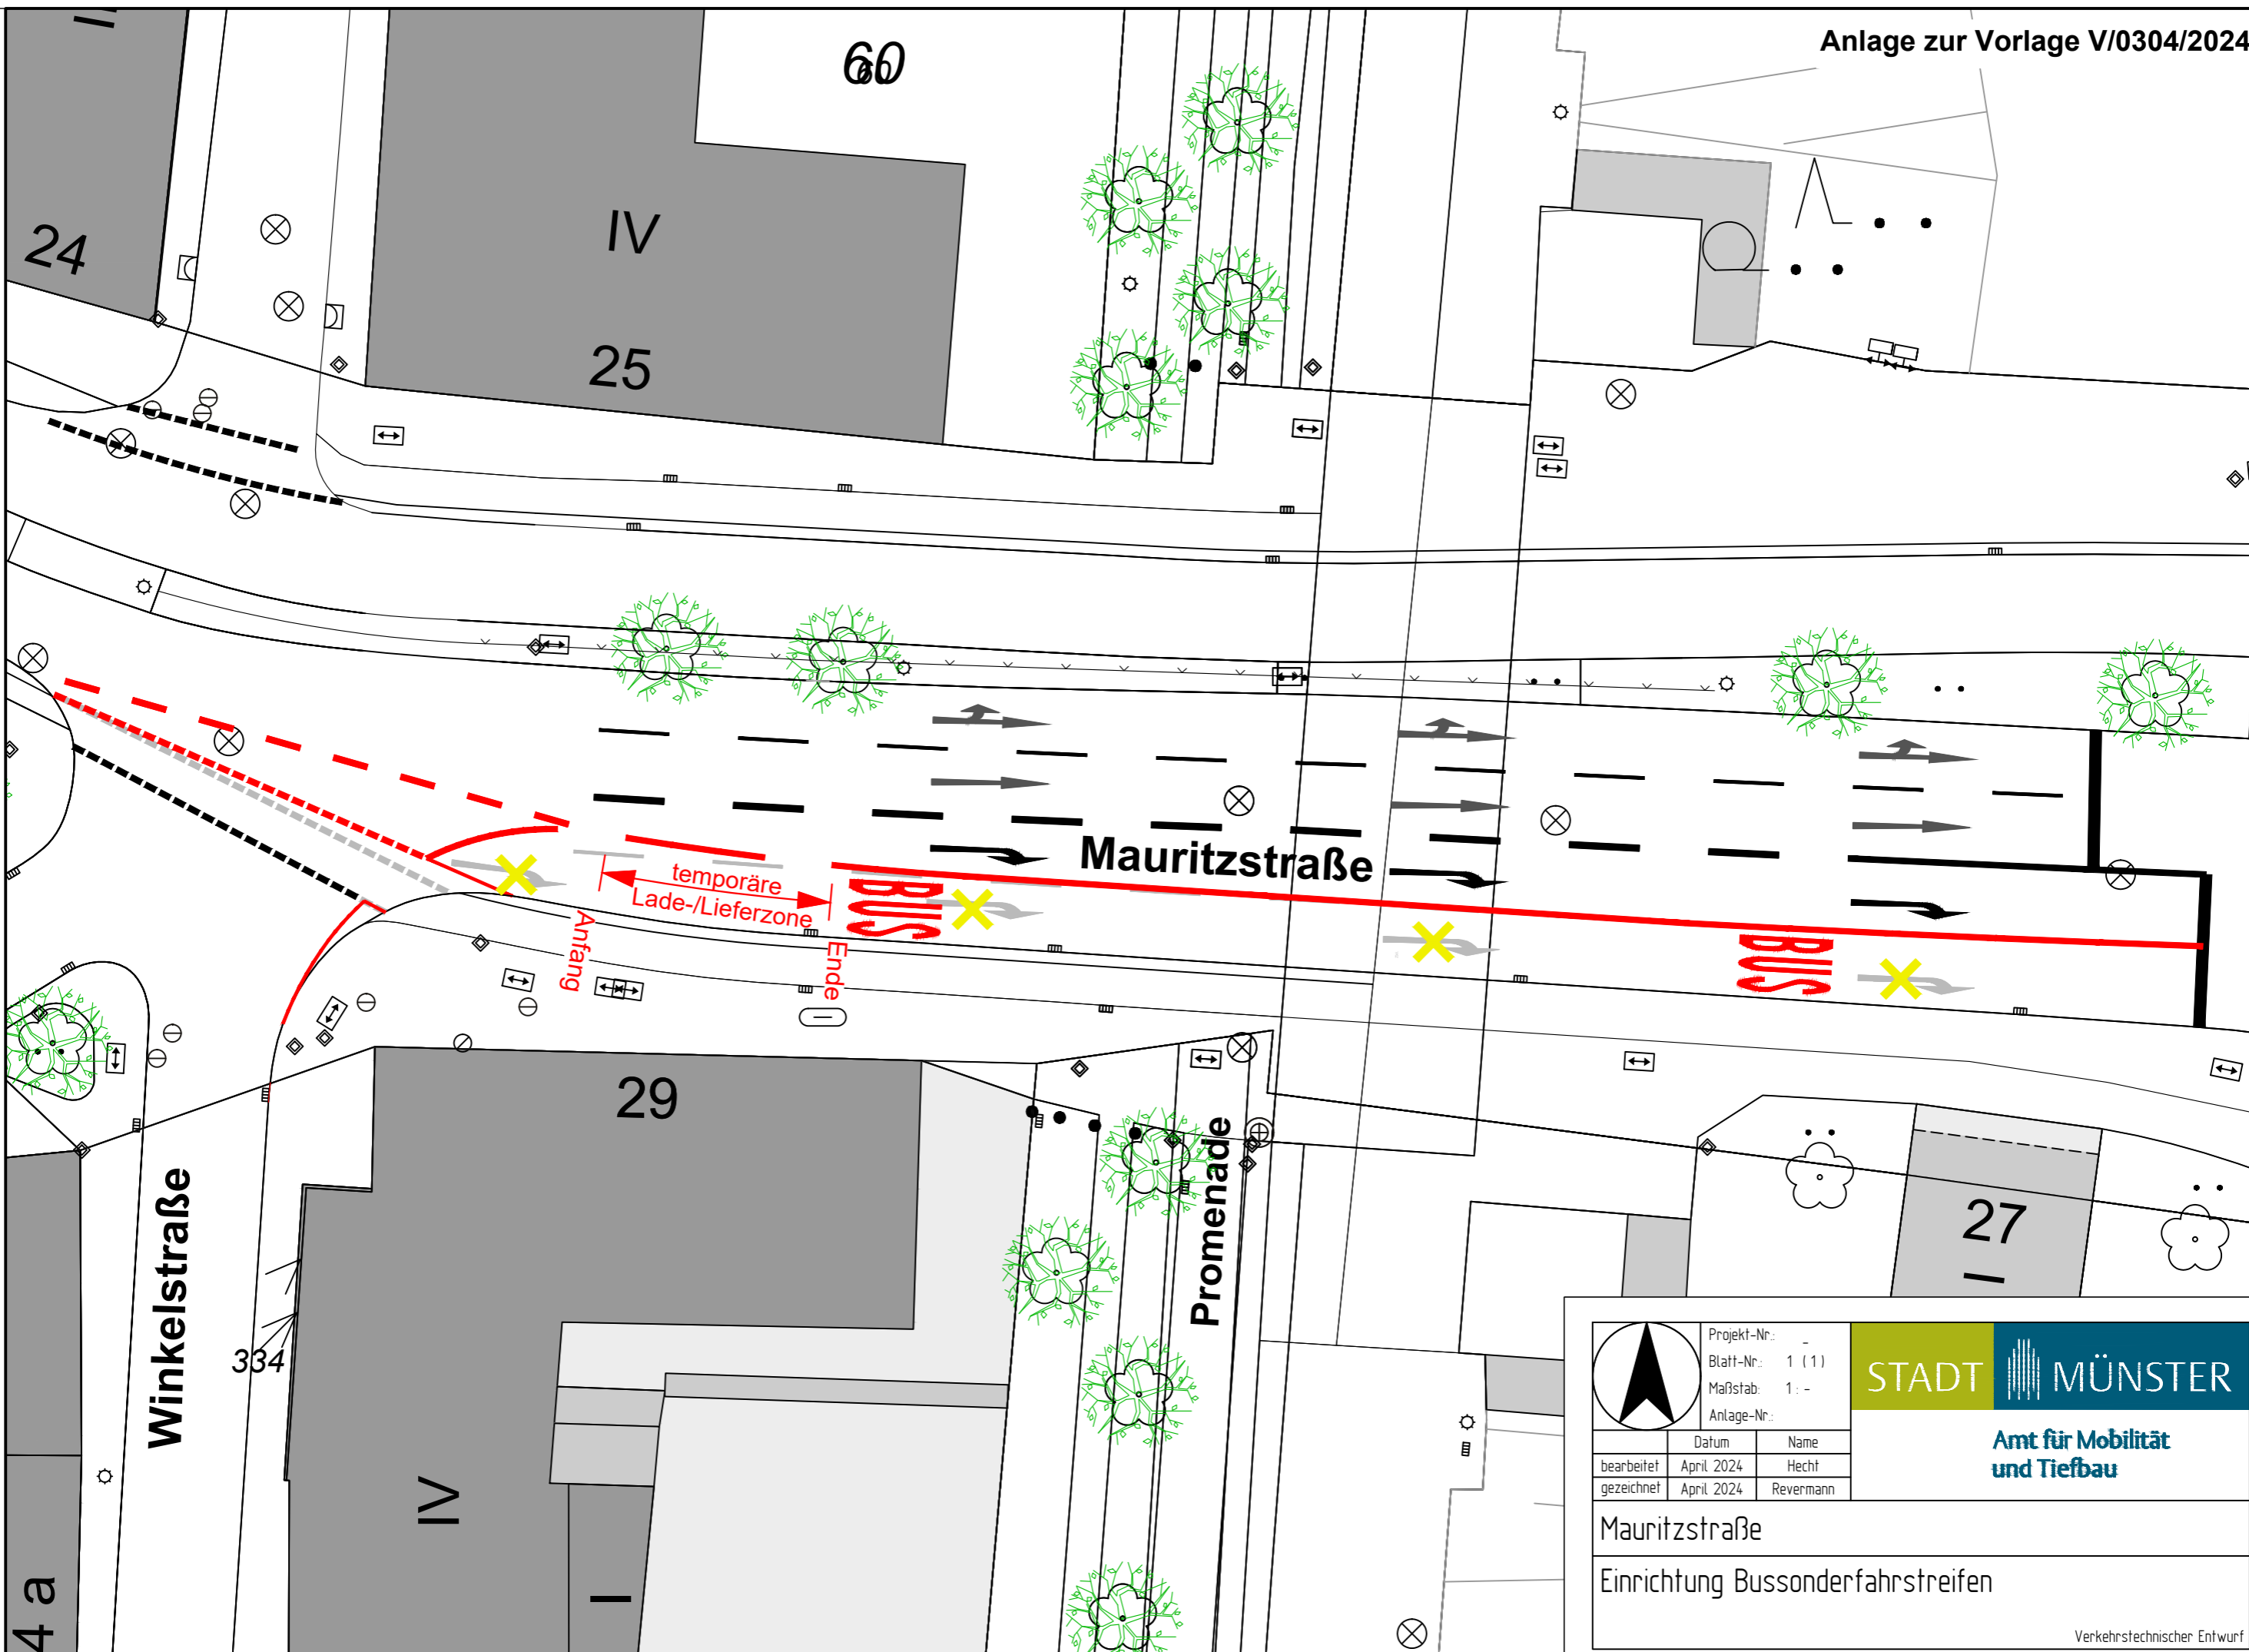 Anlage zur Vorlage V/0304/2024
60
60
24
IV
25
Mauritzstraße
temporäre
Lade-/Lieferzone
Anfang
Ende
BUS
BUS
29
Promenade
Winkelstraße
334
IV
I
4 a
27
I
Projekt-Nr.: -
Blatt-Nr.: 1 (1)
Maßstab: 1 : -
Anlage-Nr.:
STADT MÜNSTER
Amt für Mobilität
und Tiefbau
Datum Name
bearbeitet April 2024 Hecht
gezeichnet April 2024 Revermann
Mauritzstraße
Einrichtung Bussonderfahrstreifen
Verkehrstechnischer Entwurf